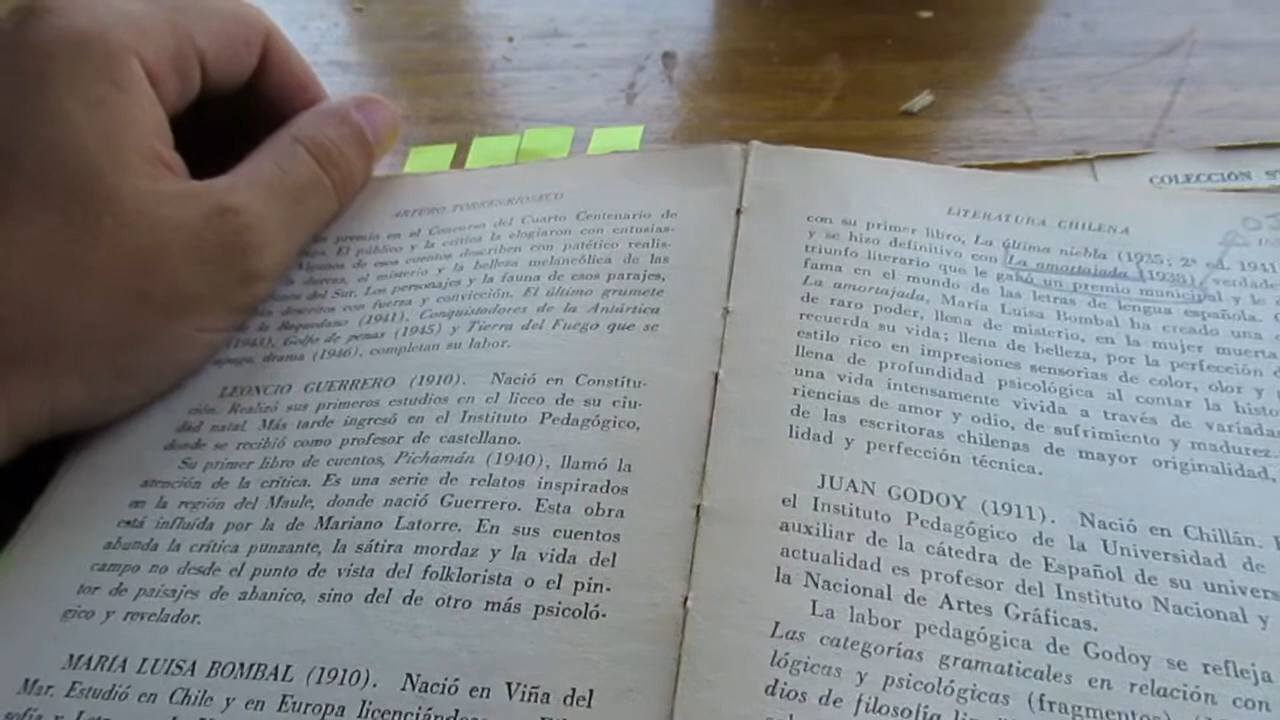 ARTURO TORRES-RIOSECO
premio en el Concurso del Cuarto Centenario de
El público y la crítica la elogiaron con entusias-
de esos cuentos describen con patético realis-
dureza, el misterio y la belleza melancólica de las
del Sur. Los personajes y la fauna de esos parajes,
descritos con fuerza y convicción. El último grumete
de la Baquedano (1941), Conquistadores de la Antártica
(1945), Golfo de penas (1945) y Tierra del Fuego que se
apaga, drama (1946), completan su labor.
LEONCIO GUERRERO (1910). Nació en Constitu-
ción. Realizó sus primeros estudios en el liceo de su ciu-
dad natal. Más tarde ingresó en el Instituto Pedagógico,
donde se recibió como profesor de castellano.
Su primer libro de cuentos, Pichamán (1940), llamó la
atención de la crítica. Es una serie de relatos inspirados
en la región del Maule, donde nació Guerrero. Esta obra
está influída por la de Mariano Latorre. En sus cuentos
abunda la crítica punzante, la sátira mordaz y la vida del
campo no desde el punto de vista del folklorista o el pin-
tor de paisajes de abanico, sino del de otro más psicoló-
gico y revelador.
MARIA LUISA BOMBAL (1910). Nació en Viña del
Mar. Estudió en Chile y en Europa licenciándose
LITERATURA CHILENA
con su primer libro, La última niebla (1935; 2ª ed. 1941
y se hizo definitivo con La amortajada (1938), verdade
triunfo literario que le ganó un premio municipal y le
fama en el mundo de las letras de lengua española.
La amortajada, María Luisa Bombal ha creado una
de raro poder, llena de misterio, en la mujer muerta
recuerda su vida; llena de belleza, por la perfección d
estilo rico en impresiones sensorias de color, olor y
llena de profundidad psicológica al contar la histo
una vida intensamente vivida a través de variada
riencias de amor y odio, de sufrimiento y madurez.
de las escritoras chilenas de mayor originalidad,
lidad y perfección técnica.
JUAN GODOY (1911). Nació en Chillán.
el Instituto Pedagógico de la Universidad de
auxiliar de la cátedra de Español de su univers
actualidad es profesor del Instituto Nacional y
la Nacional de Artes Gráficas.
La labor pedagógica de Godoy se refleja
Las categorías gramaticales en relación con
lógicas y psicológicas (fragmentos)
dios de filosofía
COLECCIÓN